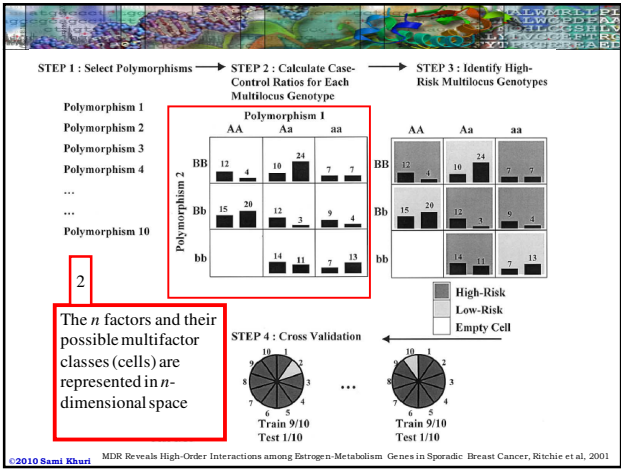 STEP 1 : Select Polymorphisms
STEP 2 : Calculate Case-
Control Ratios for Each
Multilocus Genotype
STEP 3 : Identify High-
Risk Multilocus Genotypes
Polymorphism 1
Polymorphism 2
Polymorphism 3
Polymorphism 4
...
...
Polymorphism 10
Polymorphism 1
AA Aa aa
Polymorphism 2
BB 12 4 10 24 7 7
Bb 15 20 12 3 9 4
bb 14 11 7 13
AA Aa aa
BB 12 4 10 24 7 7
Bb 15 20 12 3 9 4
bb 14 11 7 13
High-Risk
Low-Risk
Empty Cell
2
The n factors and their
possible multifactor
classes (cells) are
represented in n-
dimensional space
STEP 4 : Cross Validation
10 1 2 3 4 5 6 7 8 9
Train 9/10
Test 1/10
...
10 1 2 3 4 5 6 7 8 9
Train 9/10
Test 1/10
©2010 Sami Khuri
MDR Reveals High-Order Interactions among Estrogen-Metabolism Genes in Sporadic Breast Cancer, Ritchie et al, 2001